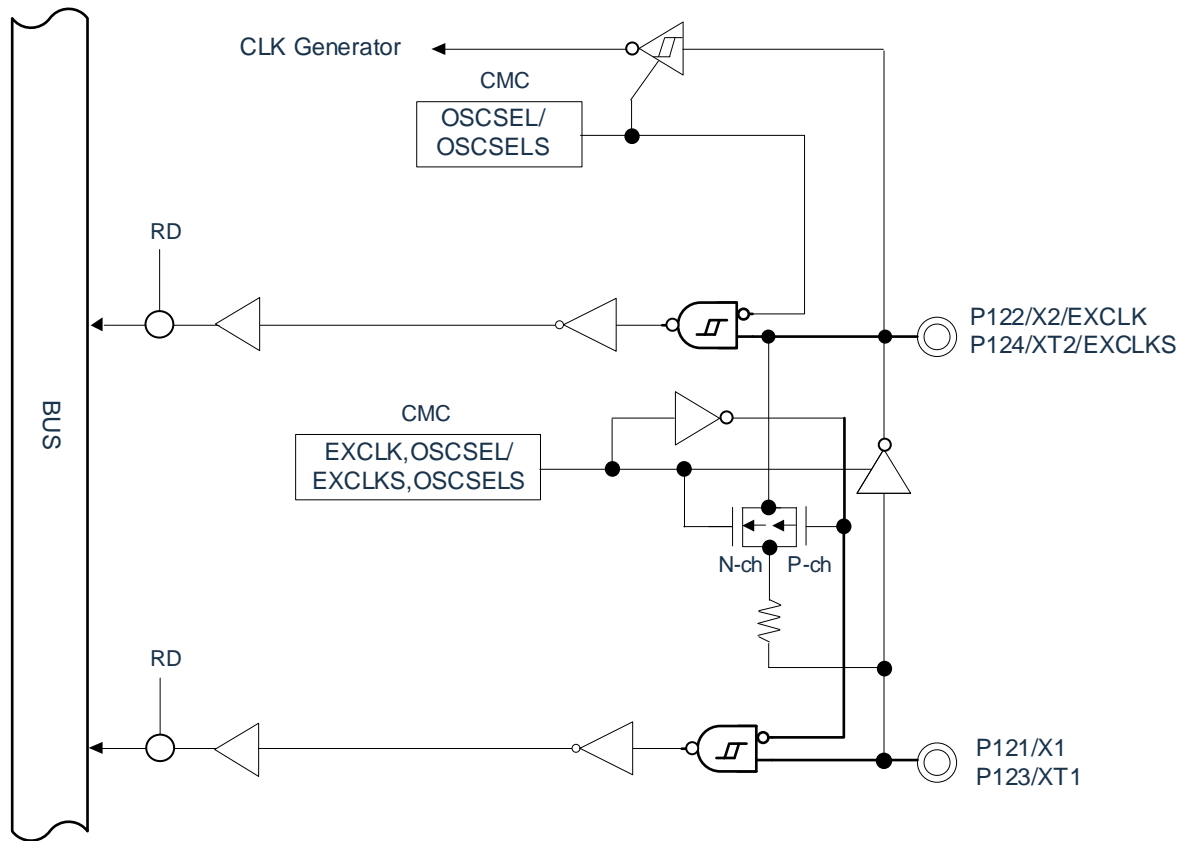 CLK Generator
CMC
OSCSEL/
OSCSELS
RD
P122/X2/EXCLK
P124/XT2/EXCLKS
BUS
CMC
EXCLK,OSCSEL/
EXCLKS,OSCSELS
N-ch
P-ch
RD
P121/X1
P123/XT1